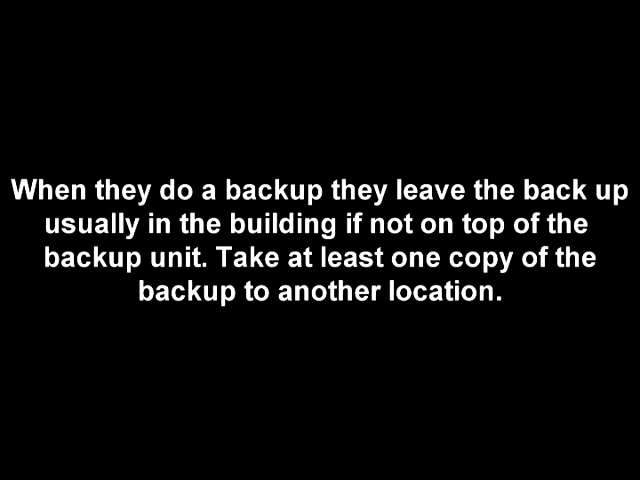 When they do a backup they leave the back up
usually in the building if not on top of the
backup unit. Take at least one copy of the
backup to another location.